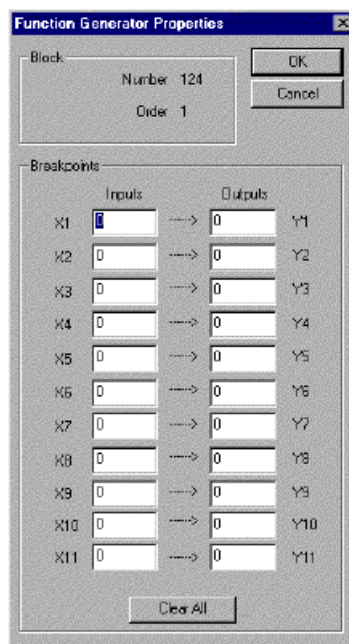 Function Generator Properties
Block
Number 124
Order 1
OK
Cancel
Breakpoints
Inputs Outputs
X1 0 -----> 0 Y1
X2 0 -----> 0 Y2
X3 0 -----> 0 Y3
X4 0 -----> 0 Y4
X5 0 -----> 0 Y5
X6 0 -----> 0 Y6
X7 0 -----> 0 Y7
X8 0 -----> 0 Y8
X9 0 -----> 0 Y9
X10 0 -----> 0 Y10
X11 0 -----> 0 Y11
Clear All